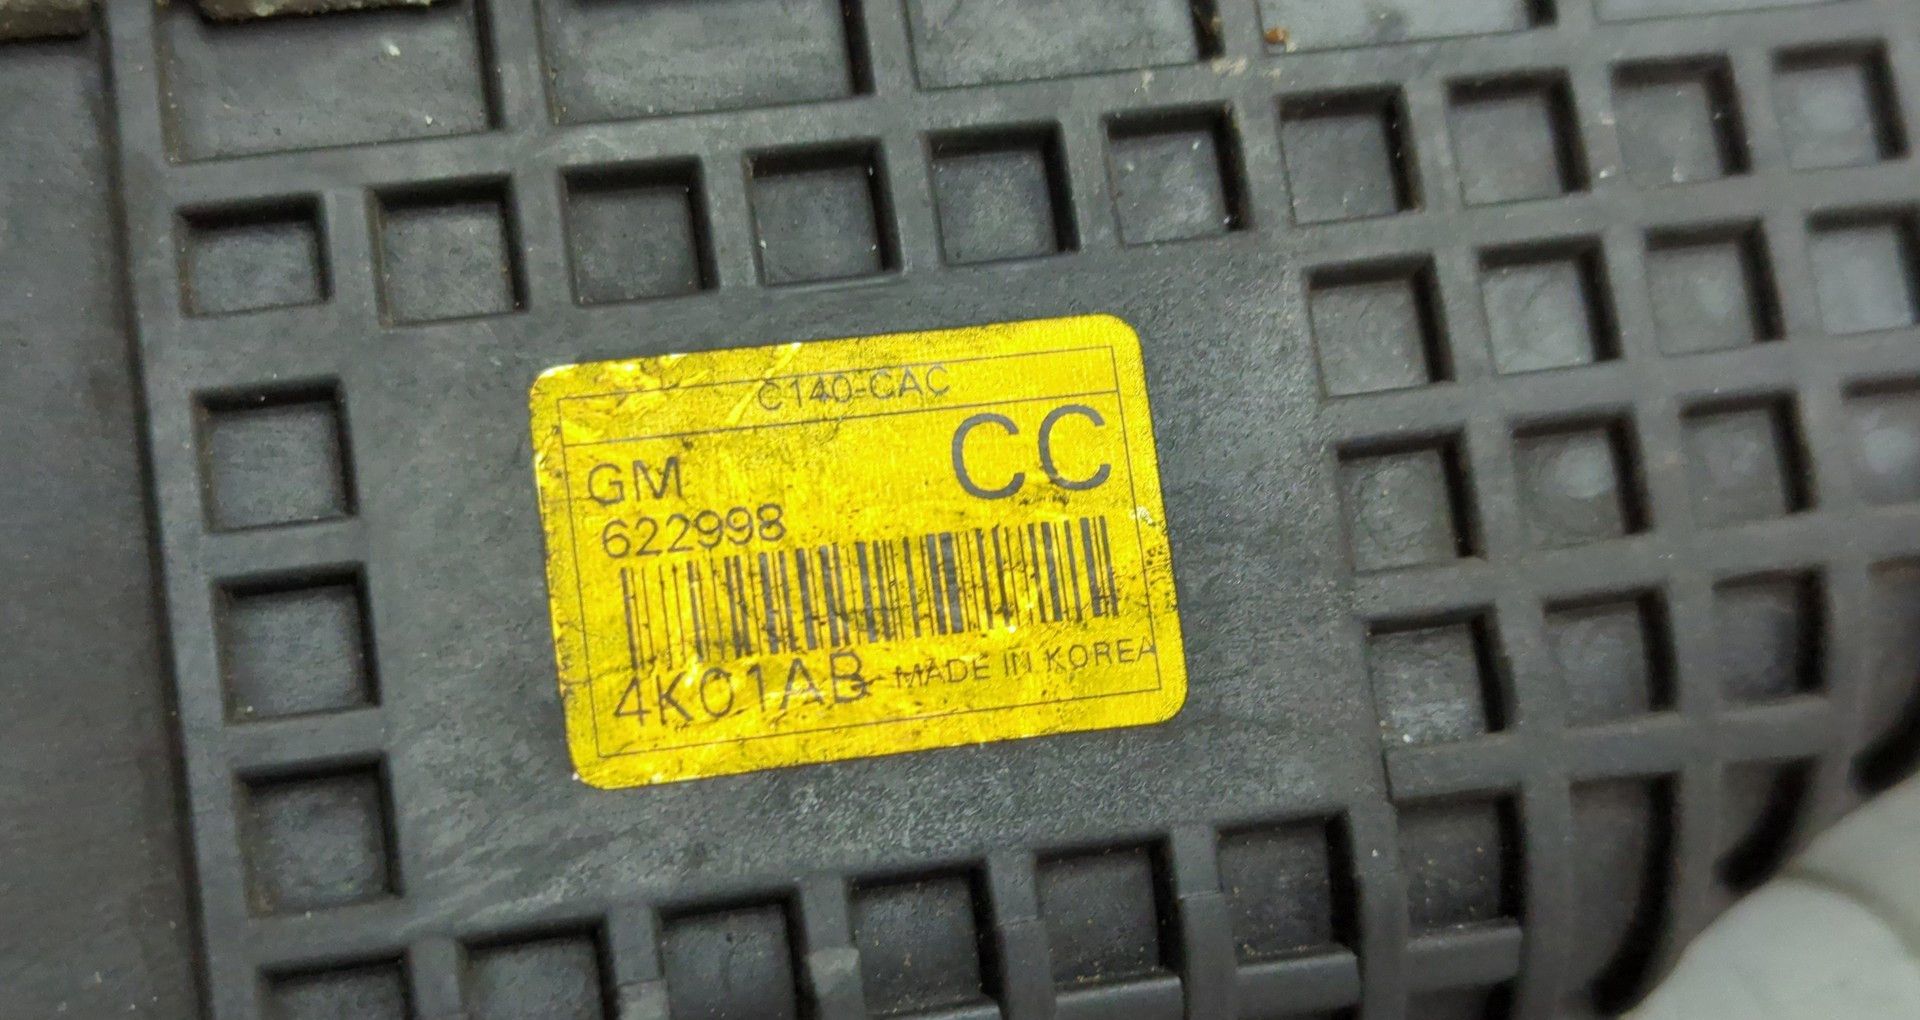 C140-CAC
GM CC
622998
4K01AB MADE IN KOREA